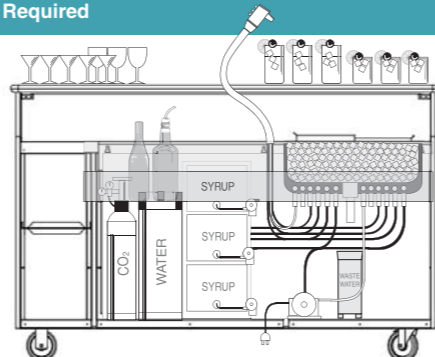 Required
SYRUP
SYRUP
SYRUP
CO₂
WATER
WASTE
WATER